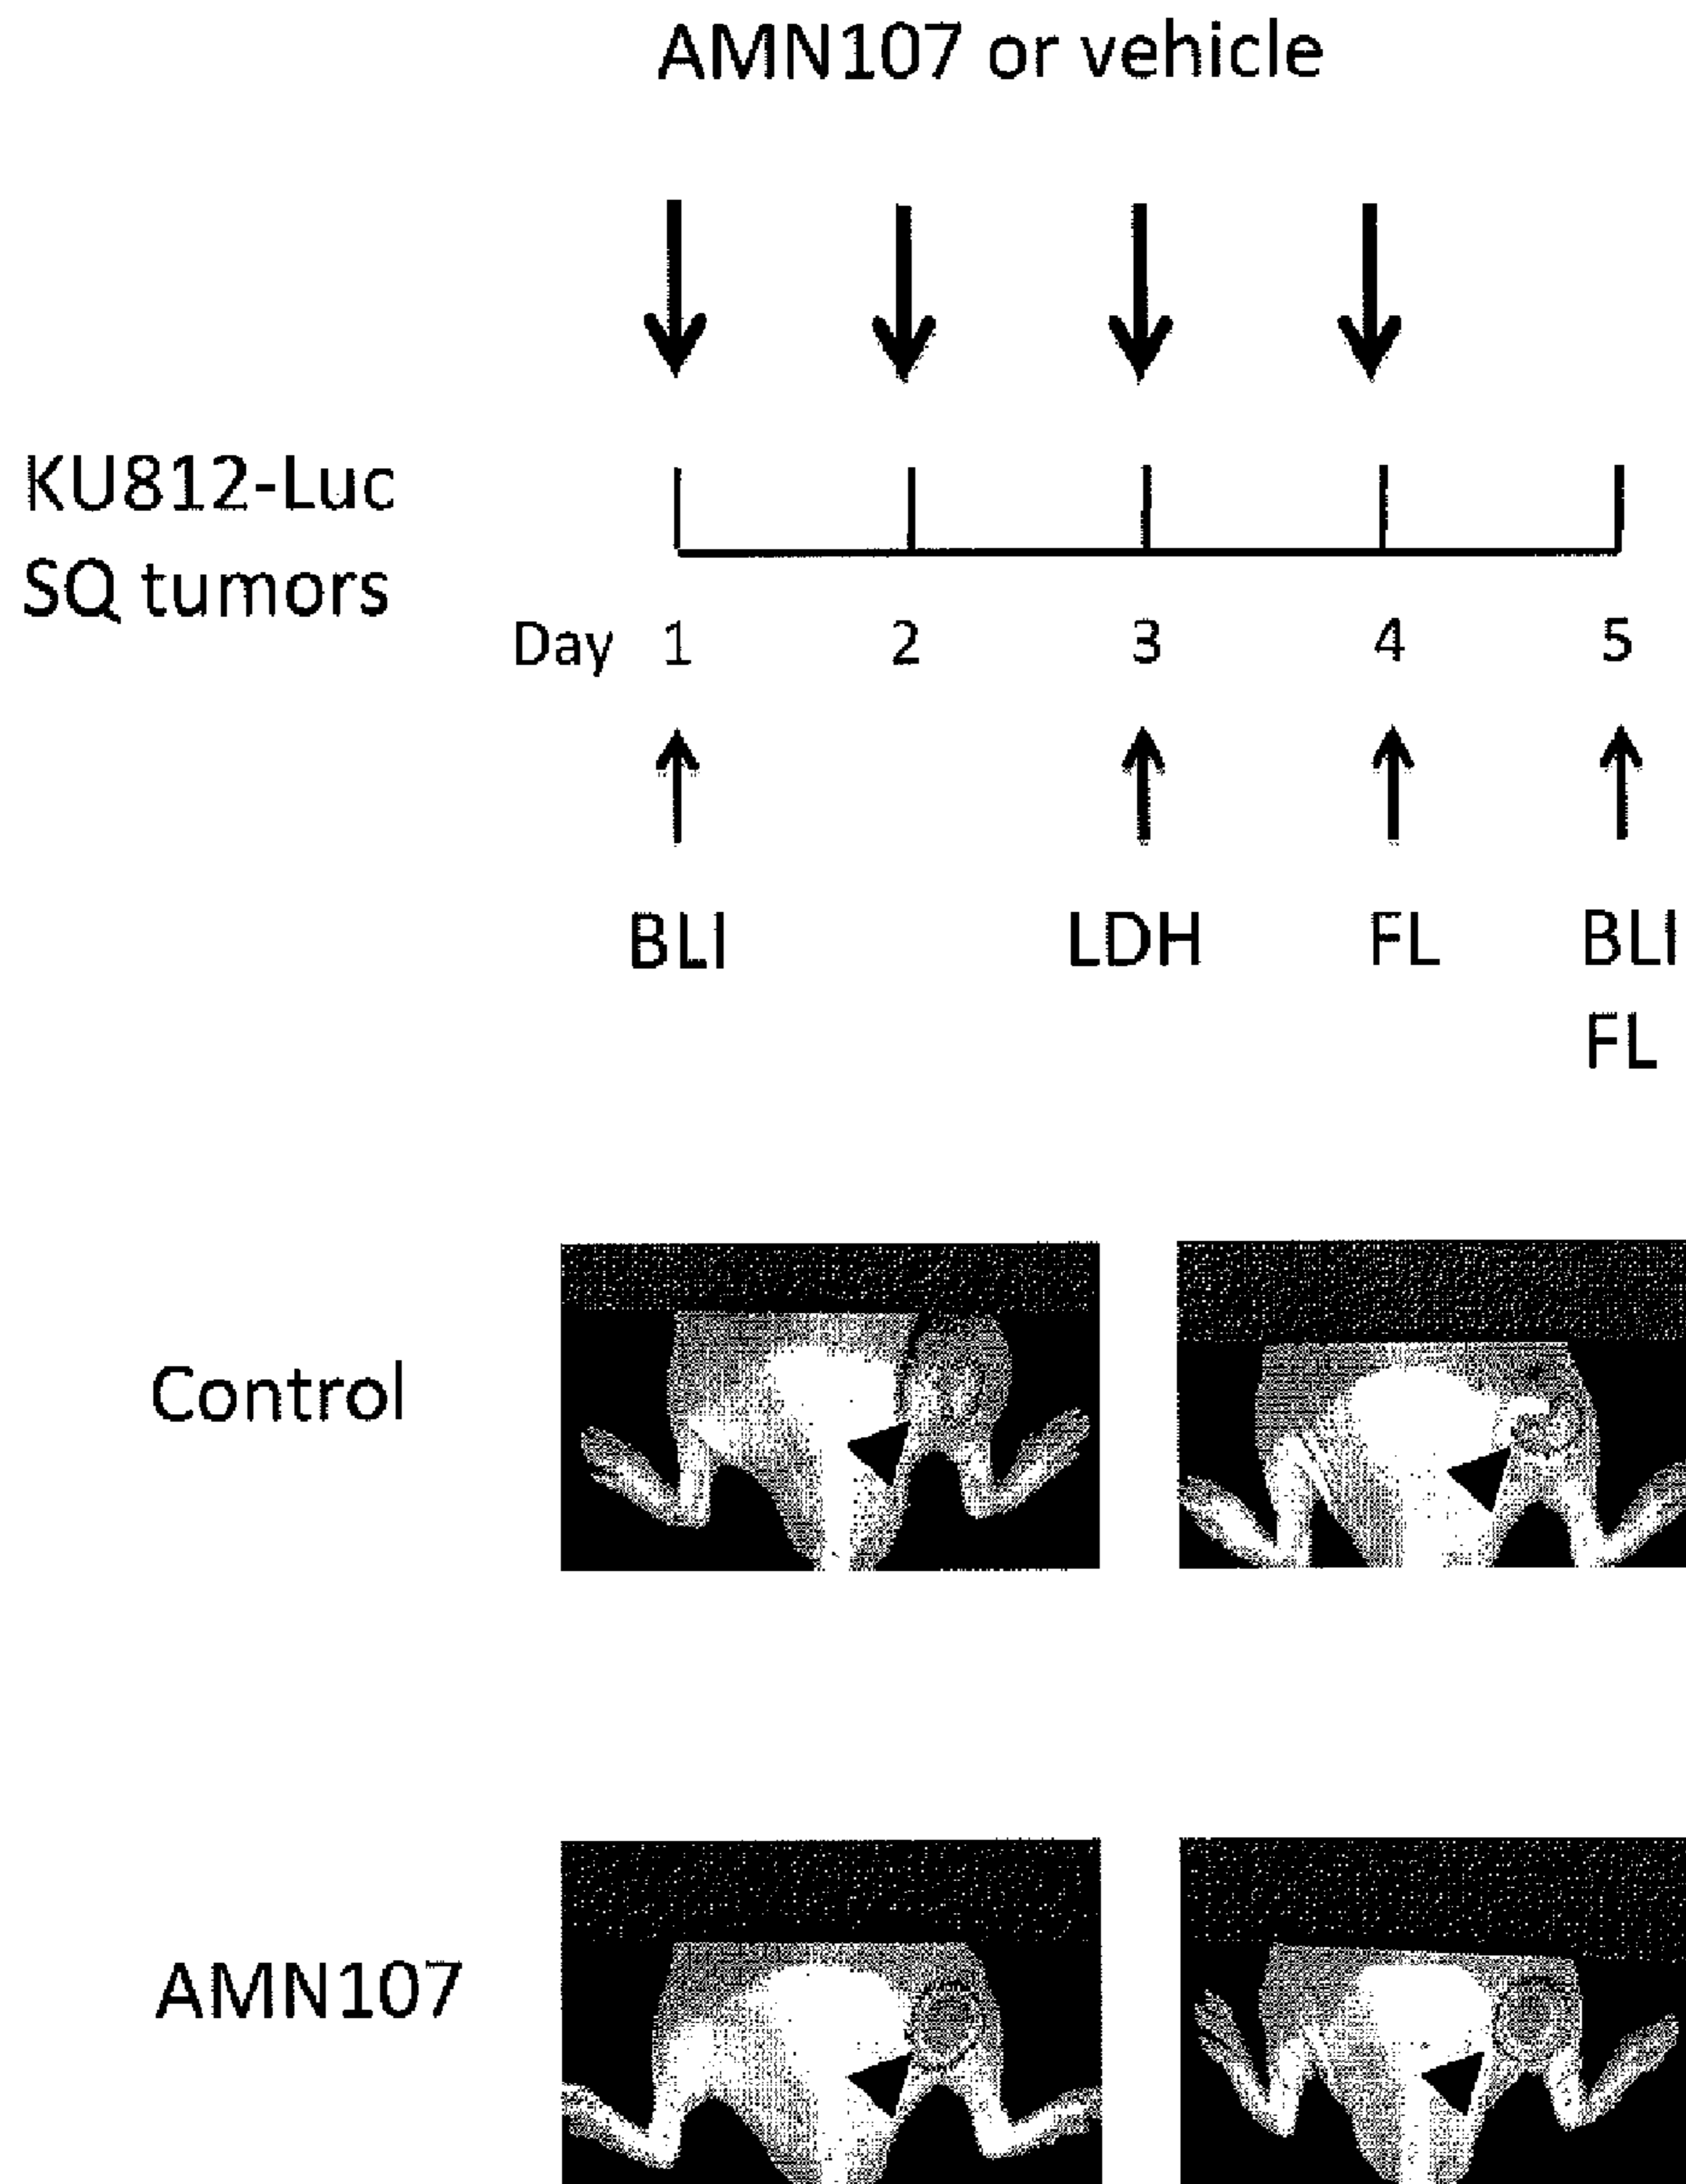 AMN107 or vehicle
KU812-Luc
SQ tumors
Day 1 2 3 4 5
BLI LDH FL BLI
FL
Control
AMN107